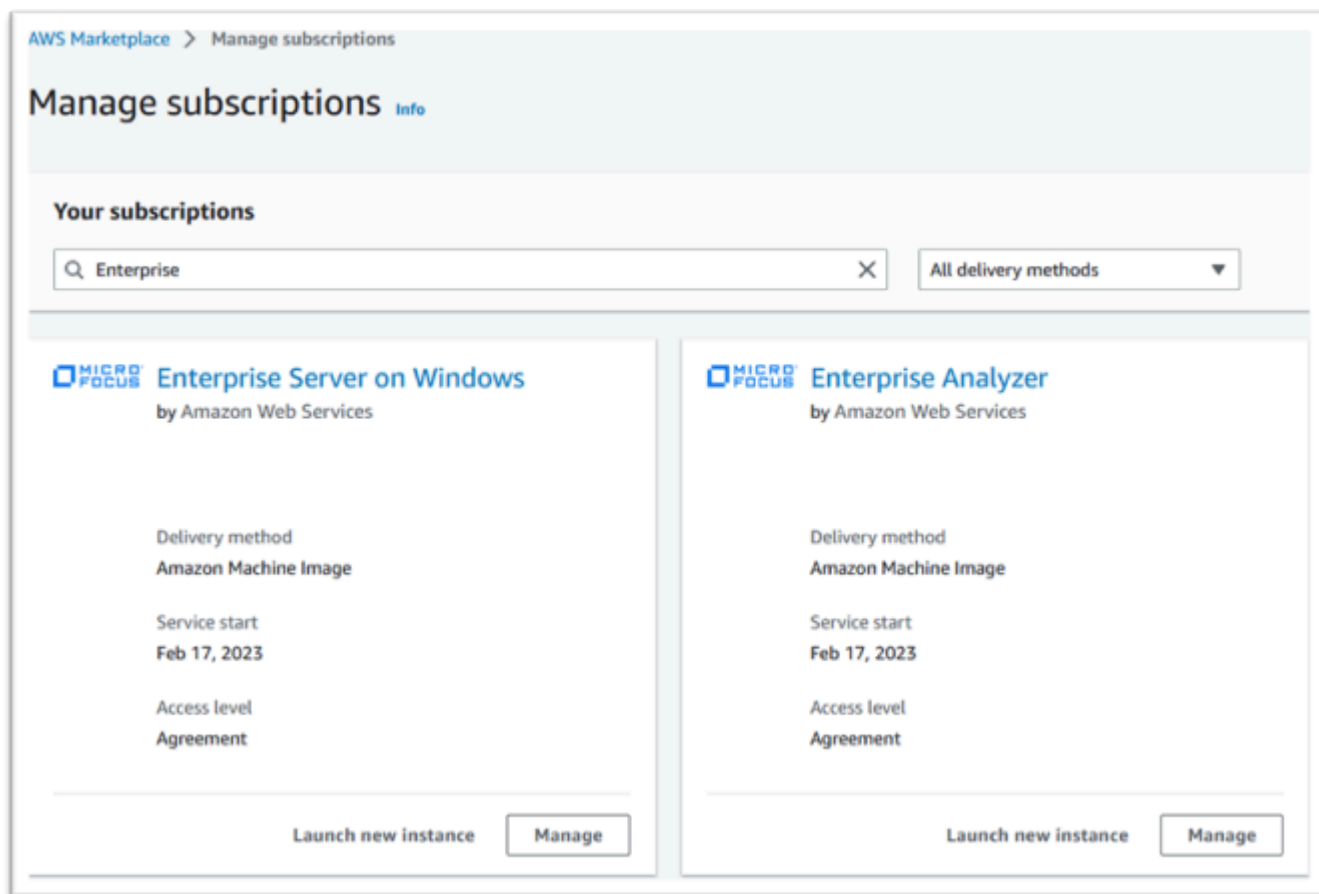 AWS Marketplace > Manage subscriptions
Manage subscriptions Info
Your subscriptions
Enterprise
All delivery methods
MICRO FOCUS Enterprise Server on Windows
by Amazon Web Services
Delivery method
Amazon Machine Image
Service start
Feb 17, 2023
Access level
Agreement
Launch new instance Manage
MICRO FOCUS Enterprise Analyzer
by Amazon Web Services
Delivery method
Amazon Machine Image
Service start
Feb 17, 2023
Access level
Agreement
Launch new instance Manage